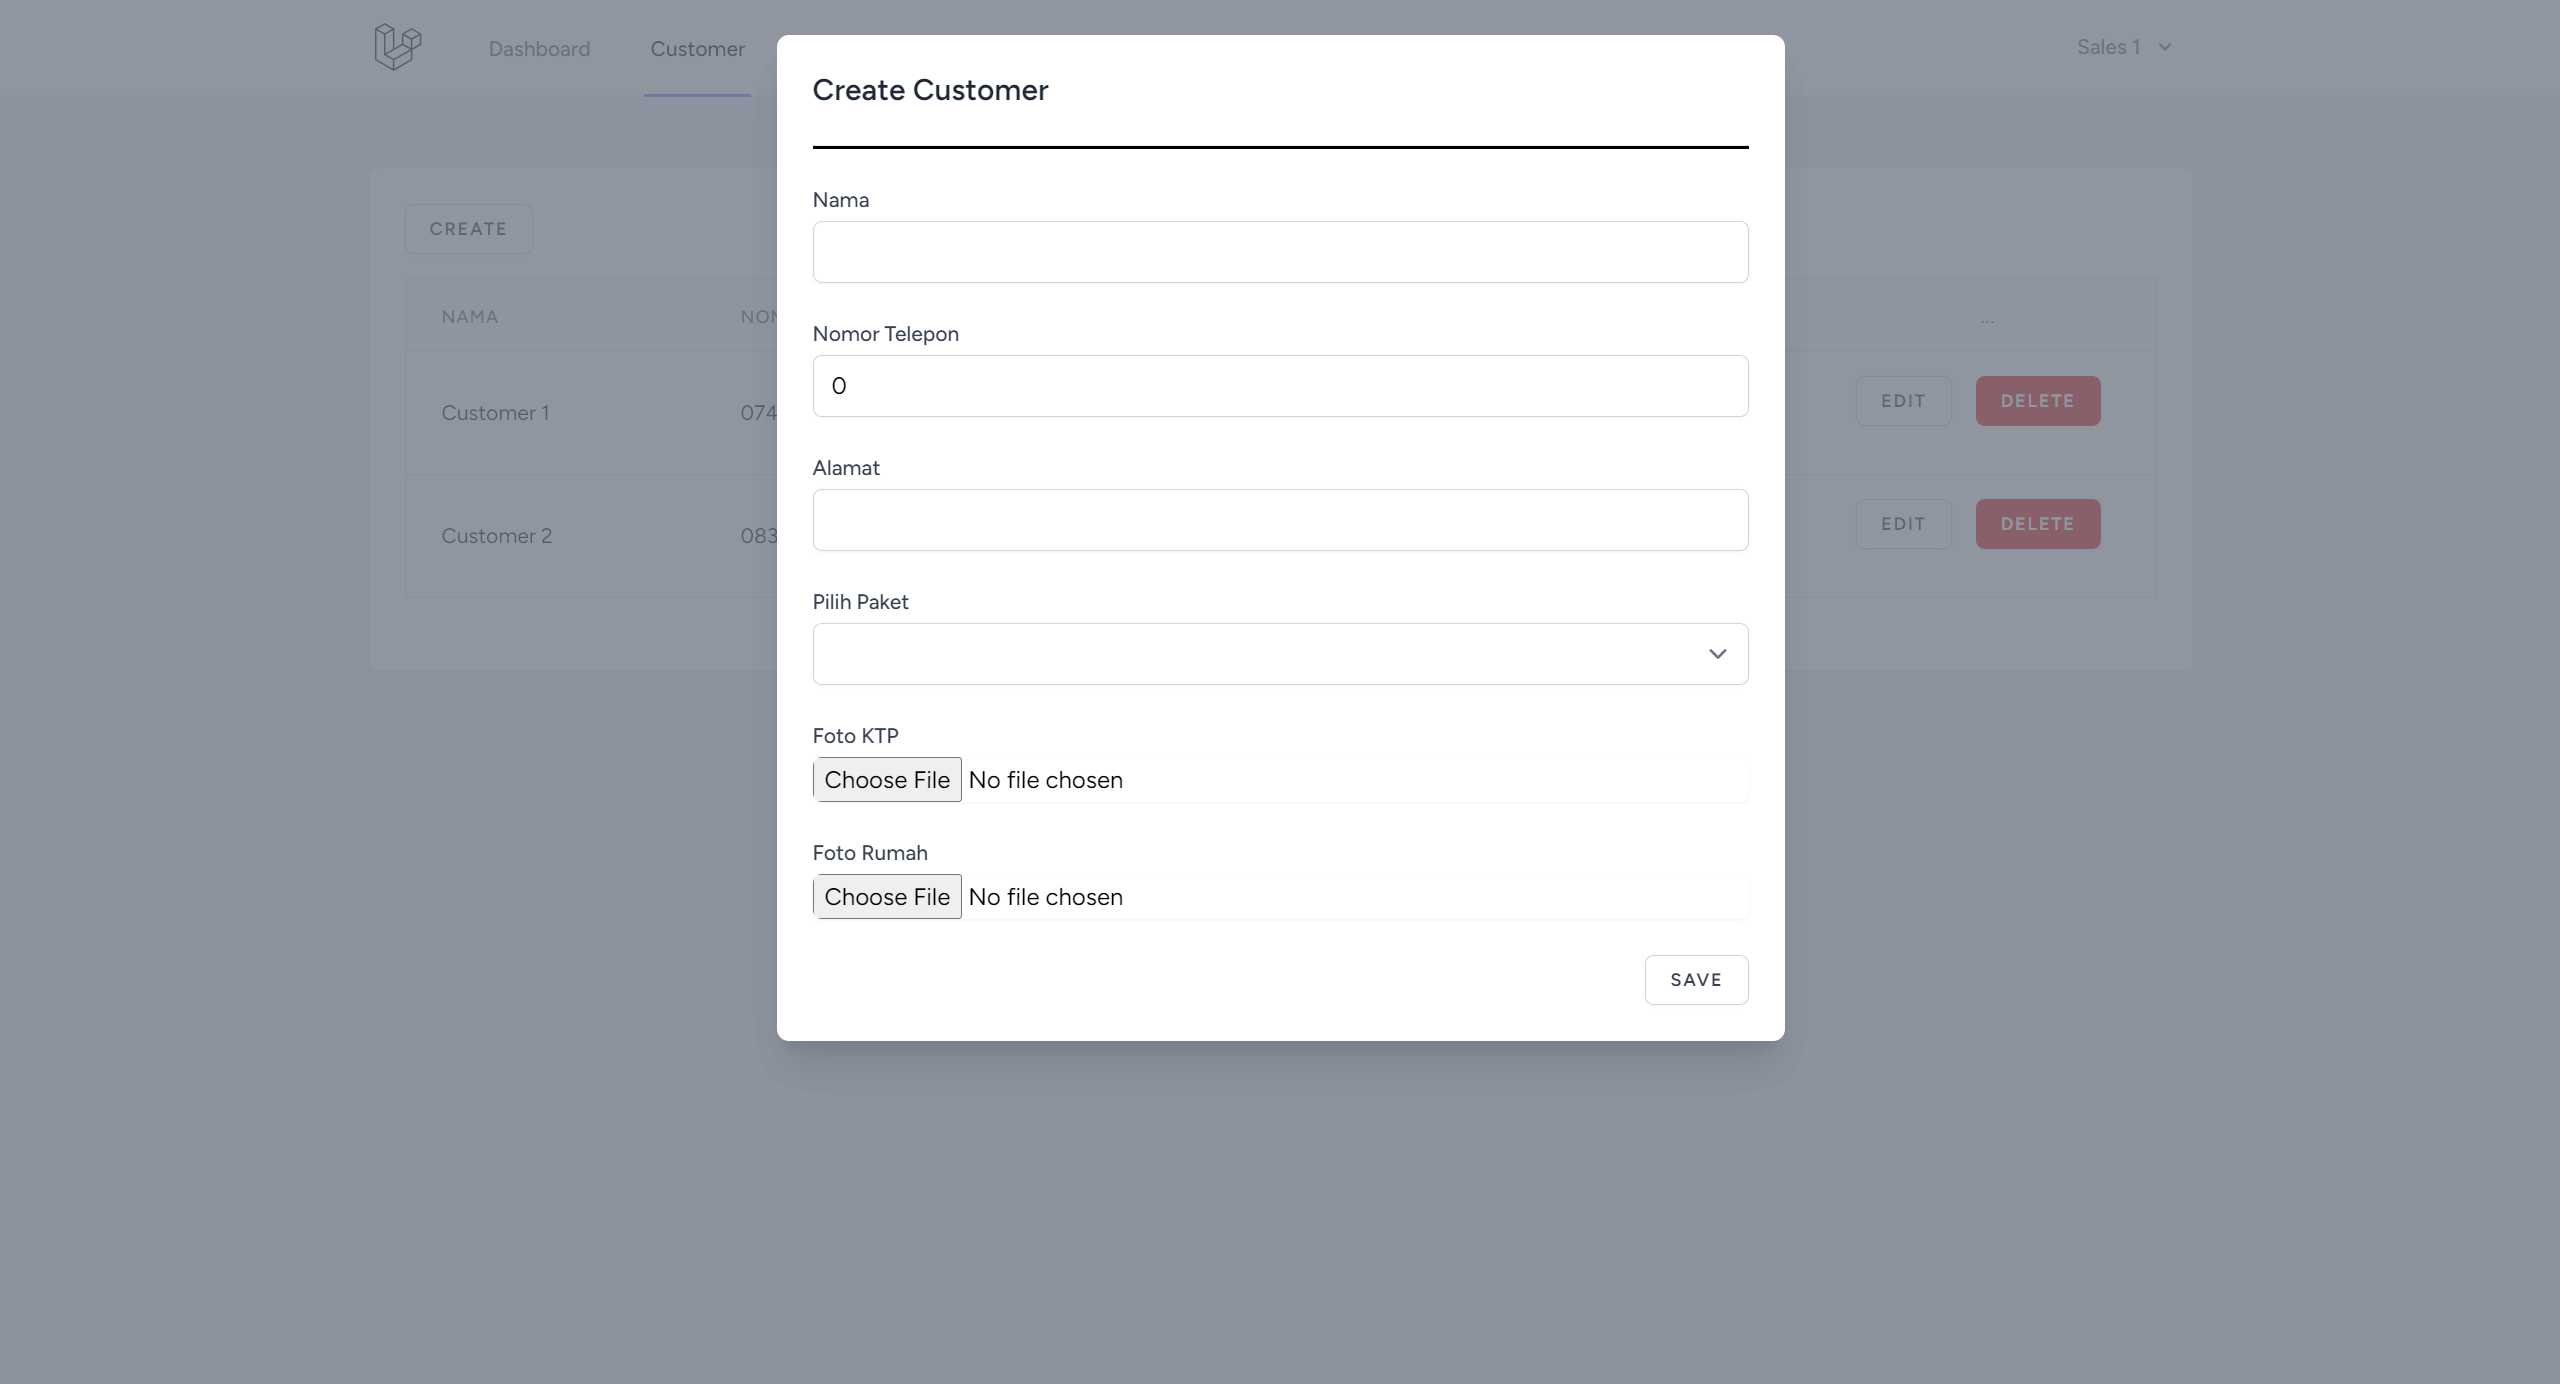 Dashboard Customer Sales 1
Create Customer
CREATE
NAMA NOM ...
Customer 1 074 EDIT DELETE
Customer 2 083 EDIT DELETE
Nama
Nomor Telepon
0
Alamat
Pilih Paket
Foto KTP
Choose File No file chosen
Foto Rumah
Choose File No file chosen
SAVE